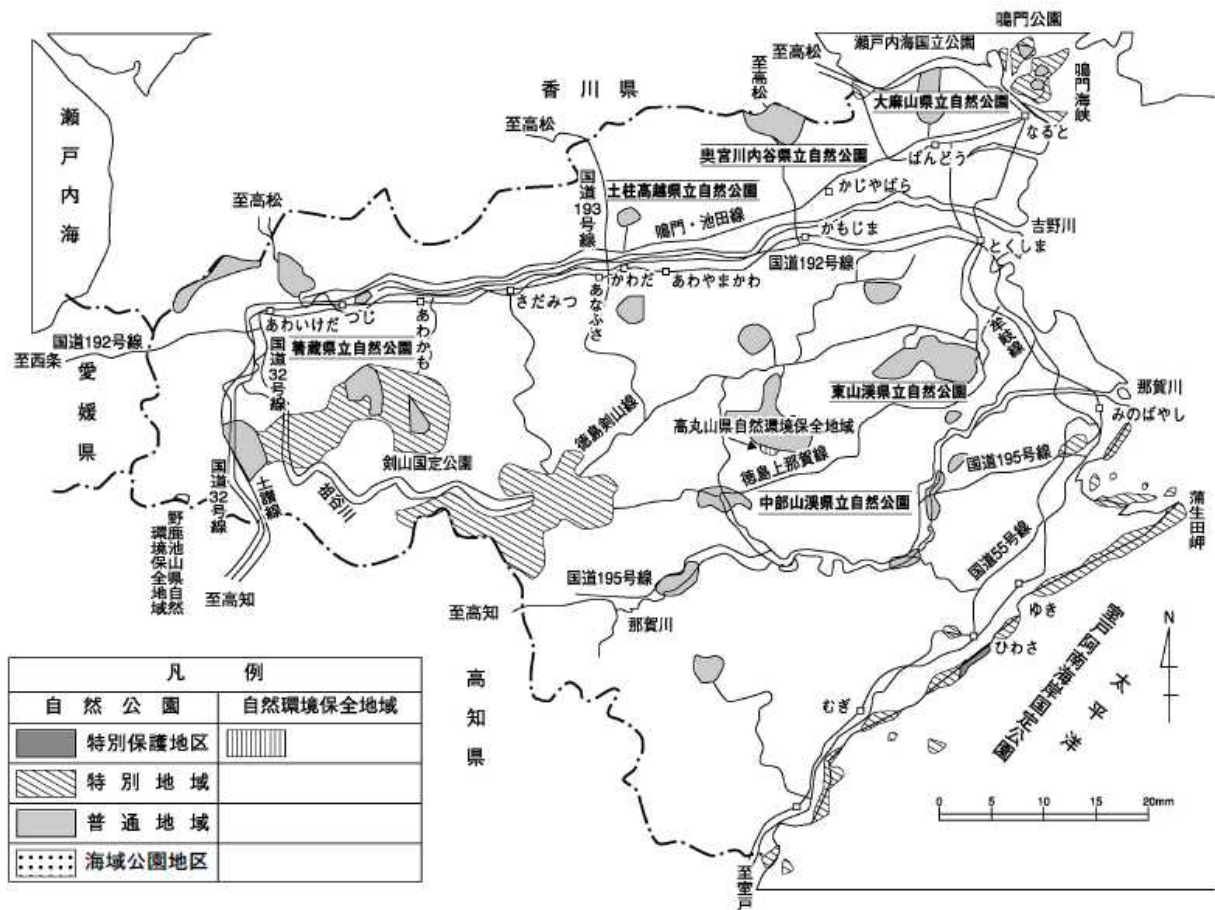 鳴門公園
瀬戸内海国立公園
至高松
至高松
鳴門海峡
香川県
瀬戸内海
大麻山県立自然公園
至高松
なると
奥宮川内谷県立自然公園
ばんどう
国道193号線
土柱高越県立自然公園
かじやばら
至高松
鳴門・池田線
吉野川
かもじま
とくしま
国道192号線
かわだ
あわやまかわ
あなふき
さだみつ
つじ
あわいけだ
あわかも
国道192号線
至西条
箸蔵県立自然公園
国道32号線
牟岐線
愛媛県
東山渓県立自然公園
那賀川
みのばやし
高丸山県自然環境保全地域
徳島剣山線
国道195号線
剣山国定公園
徳島上那賀線
国道32号線
土讃線
祖谷川
中部山渓県立自然公園
蒲生田岬
野鹿池山県自然環境保全地域
国道55号線
至高知
国道195号線
至高知
那賀川
ゆき
ひわさ
室戸阿南海岸国定公園
太平洋
N
高知県
むぎ
凡例
自然公園
自然環境保全地域
特別保護地区
特別地域
普通地域
海域公園地区
0 5 10 15 20mm
至室戸